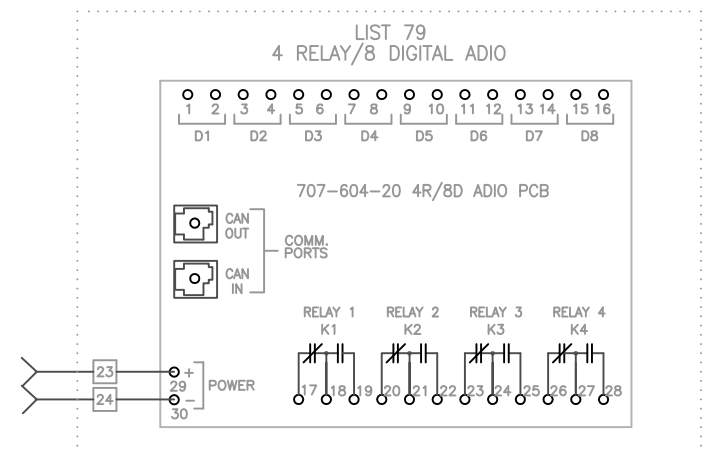 LIST 79
4 RELAY/8 DIGITAL ADIO
1 2 3 4 5 6 7 8 9 10 11 12 13 14 15 16
D1 D2 D3 D4 D5 D6 D7 D8
707-604-20 4R/8D ADIO PCB
CAN
OUT
COMM.
PORTS
CAN
IN
RELAY 1 RELAY 2 RELAY 3 RELAY 4
K1 K2 K3 K4
23 +
29
POWER
24 −
30
17 18 19 20 21 22 23 24 25 26 27 28